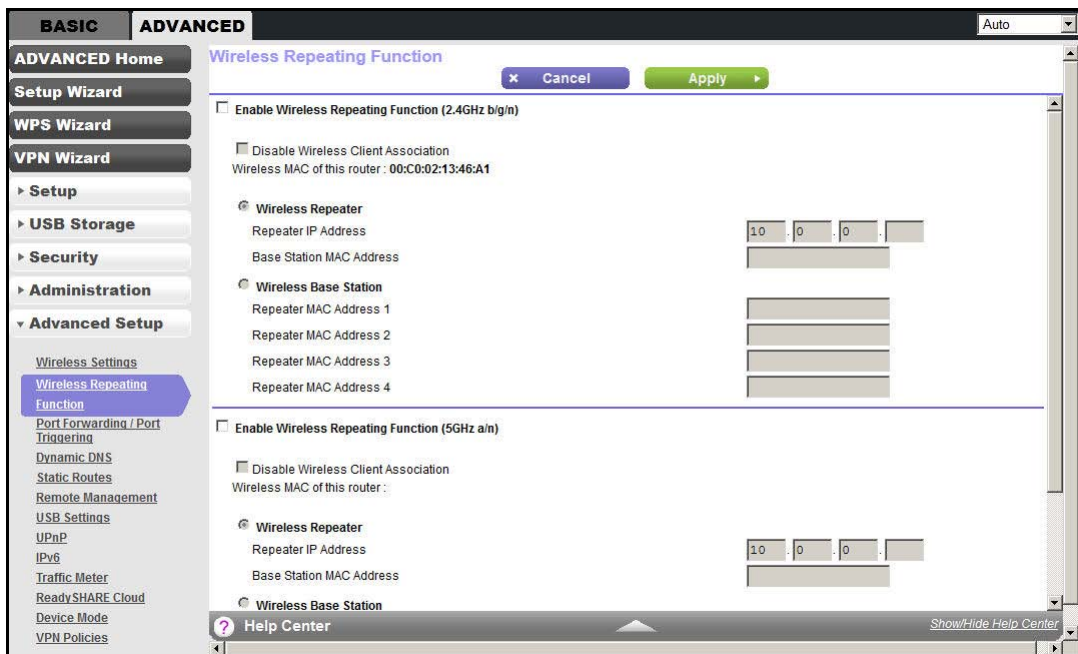 BASIC
ADVANCED
Auto
ADVANCED Home
Setup Wizard
WPS Wizard
VPN Wizard
Setup
USB Storage
Security
Administration
Advanced Setup
Wireless Settings
Wireless Repeating
Function
Port Forwarding / Port
Triggering
Dynamic DNS
Static Routes
Remote Management
USB Settings
UPnP
IPv6
Traffic Meter
ReadySHARE Cloud
Device Mode
VPN Policies
Wireless Repeating Function
Cancel
Apply
Enable Wireless Repeating Function (2.4GHz b/g/n)
Disable Wireless Client Association
Wireless MAC of this router : 00:C0:02:13:46:A1
Wireless Repeater
Repeater IP Address 10 . 0 . 0 .
Base Station MAC Address
Wireless Base Station
Repeater MAC Address 1
Repeater MAC Address 2
Repeater MAC Address 3
Repeater MAC Address 4
Enable Wireless Repeating Function (5GHz a/n)
Disable Wireless Client Association
Wireless MAC of this router :
Wireless Repeater
Repeater IP Address 10 . 0 . 0 .
Base Station MAC Address
Wireless Base Station
? Help Center
Show/Hide Help Center